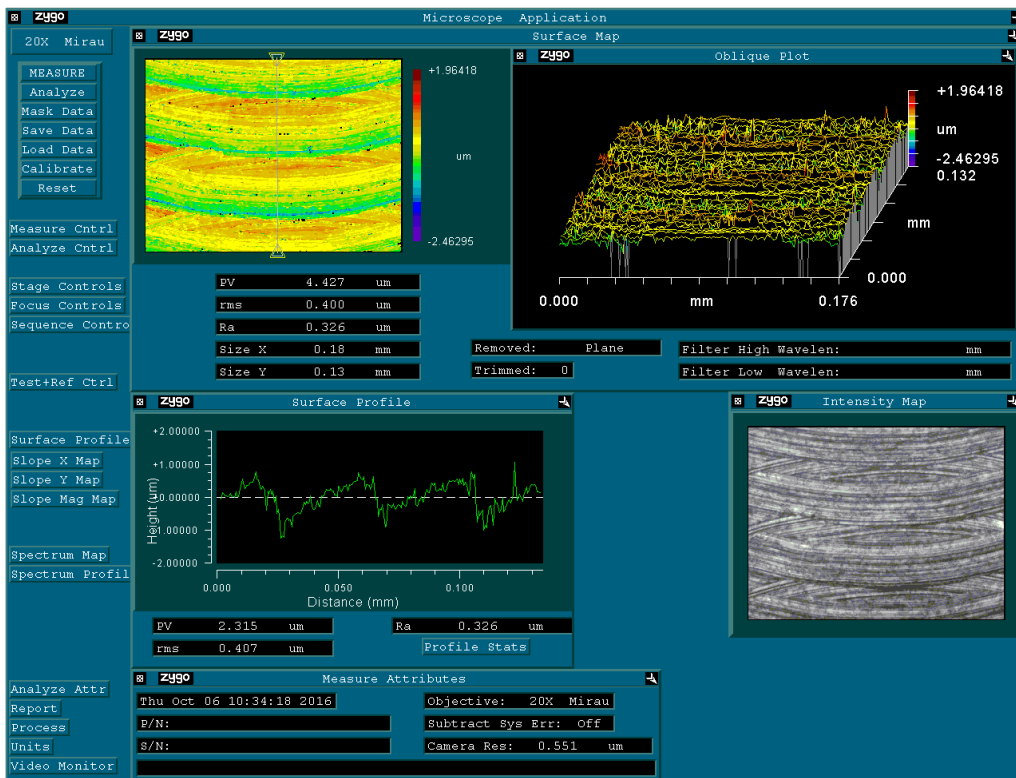 zygo Microscope Application
20X Mirau
MEASURE
Analyze
Mask Data
Save Data
Load Data
Calibrate
Reset
Measure Cntrl
Analyze Cntrl
Stage Controls
Focus Controls
Sequence Contro
Test+Ref Ctrl
Surface Profile
Slope X Map
Slope Y Map
Slope Mag Map
Spectrum Map
Spectrum Profil
Analyze Attr
Report
Process
Units
Video Monitor
zygo Surface Map
+1.96418
um
-2.46295
PV 4.427 um
rms 0.400 um
Ra 0.326 um
Size X 0.18 mm
Size Y 0.13 mm
zygo Oblique Plot
+1.96418
um
-2.46295
0.132
mm
0.000
0.000 mm 0.176
Removed: Plane
Trimmed: 0
Filter High Wavelen: mm
Filter Low Wavelen: mm
zygo Surface Profile
+2.00000
+1.00000
+0.00000
-1.00000
-2.00000
Height (um)
0.000 0.050 0.100
Distance (mm)
PV 2.315 um
rms 0.407 um
Ra 0.326 um
Profile Stats
zygo Intensity Map
zygo Measure Attributes
Thu Oct 06 10:34:18 2016
P/N:
S/N:
Objective: 20X Mirau
Subtract Sys Err: Off
Camera Res: 0.551 um